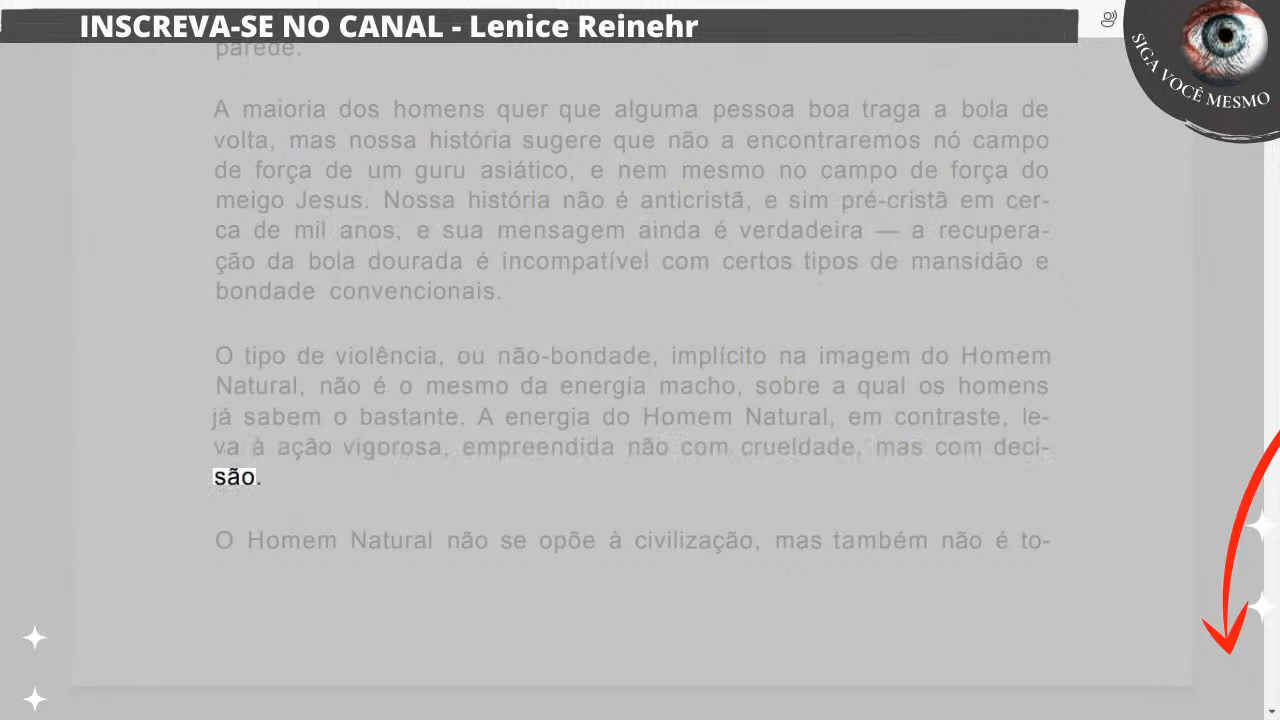 INSCREVA-SE NO CANAL - Lenice Reinehr
SIGA VOCÊ MESMO
parede.
A maioria dos homens quer que alguma pessoa boa traga a bola de
volta, mas nossa história sugere que não a encontraremos nó campo
de força de um guru asiático, e nem mesmo no campo de força do
meigo Jesus. Nossa história não é anticristã, e sim pré-cristã em cer-
ca de mil anos, e sua mensagem ainda é verdadeira — a recupera-
ção da bola dourada é incompatível com certos tipos de mansidão e
bondade convencionais.
O tipo de violência, ou não-bondade, implícito na imagem do Homem
Natural, não é o mesmo da energia macho, sobre a qual os homens
já sabem o bastante. A energia do Homem Natural, em contraste, le-
va à ação vigorosa, empreendida não com crueldade, mas com deci-
são.
O Homem Natural não se opõe à civilização, mas também não é to-